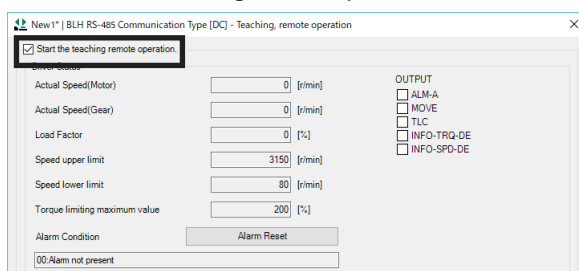 New1* | BLH RS-485 Communication Type [DC] - Teaching, remote operation
Start the teaching remote operation.
Driver Status
Actual Speed(Motor) 0 [r/min]
Actual Speed(Gear) 0 [r/min]
Load Factor 0 [%]
Speed upper limit 3150 [r/min]
Speed lower limit 80 [r/min]
Torque limiting maximum value 200 [%]
Alarm Condition Alarm Reset
00:Alarm not present
OUTPUT
ALM-A
MOVE
TLC
INFO-TRQ-DE
INFO-SPD-DE